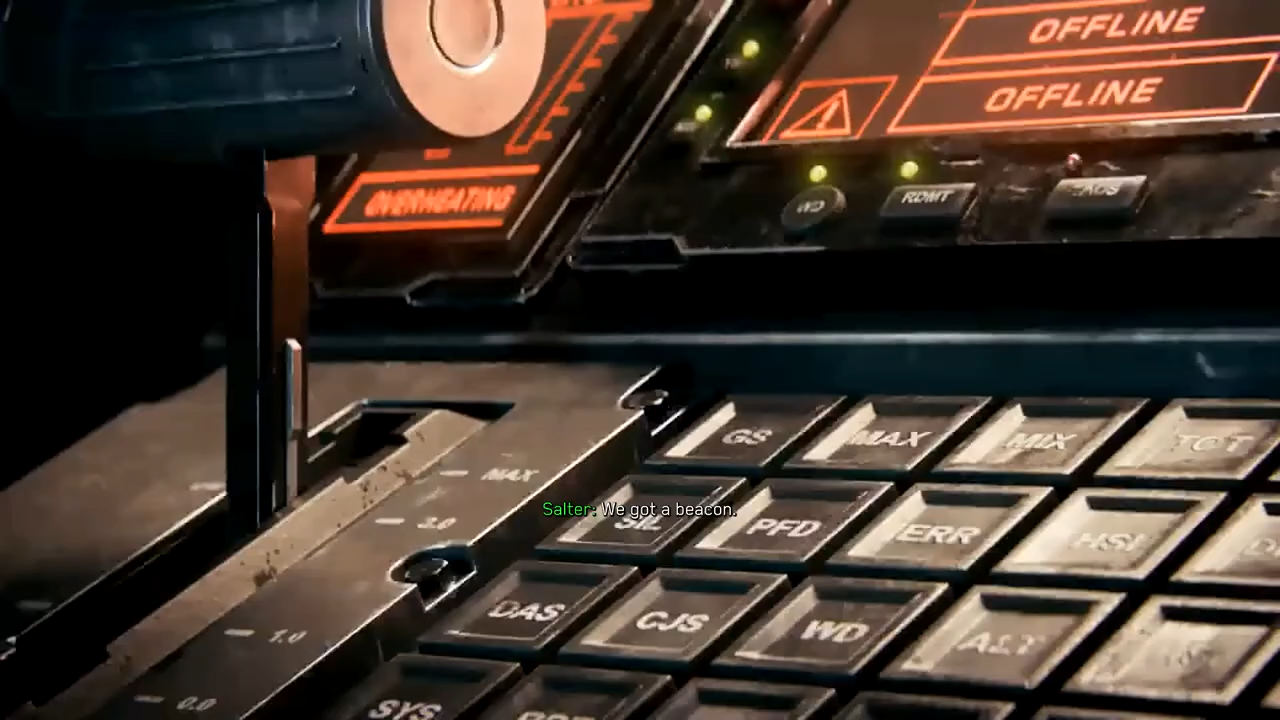 OFFLINE
OFFLINE
OVERHEATING
WD
RDMT
GS
MAX
MIX
MAX
Salter: We got a beacon.
SIL
PFD
ERR
HSI
2.0
DAS
CJS
WD
ALT
1.0
0.0
SYS